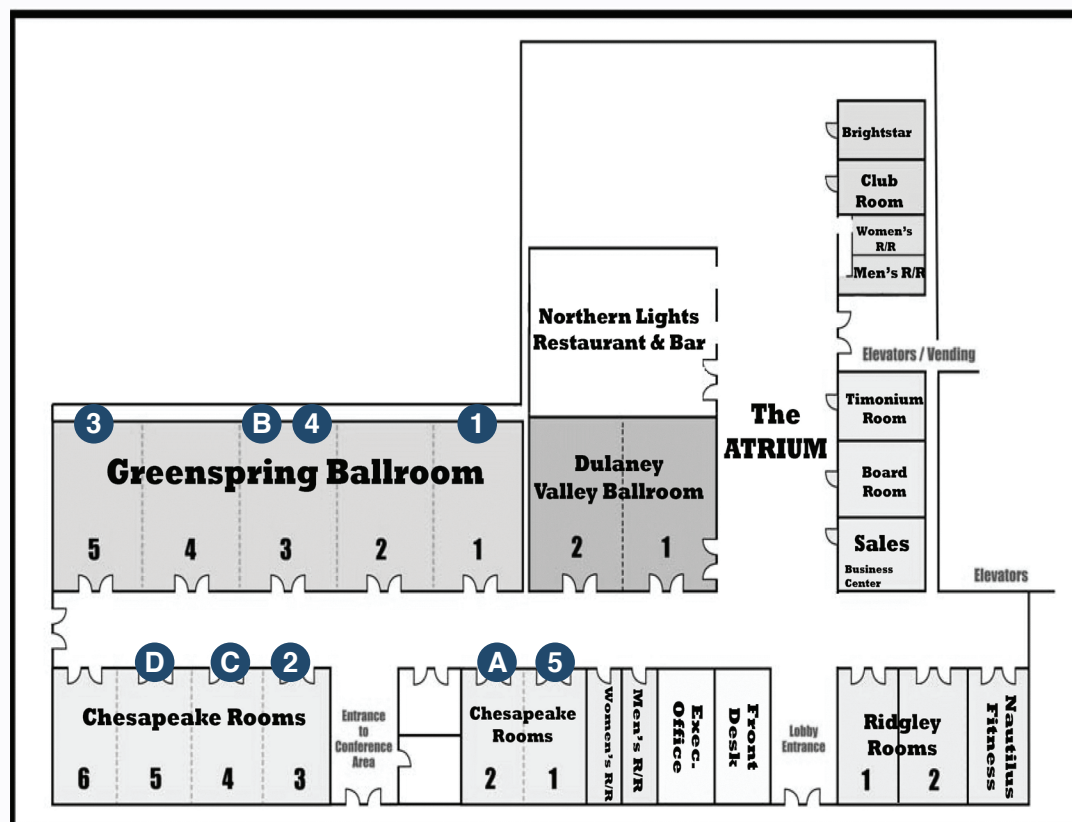 Brightstar
Club
Room
Women's
R/R
Men's R/R
Northern Lights
Restaurant & Bar
Elevators / Vending
The
ATRIUM
Timonium
Room
3
B
4
1
Greenspring Ballroom
5
4
3
2
1
Dulaney
Valley Ballroom
2
1
Board
Room
Sales
Business
Center
Elevators
D
C
2
A
5
Chesapeake Rooms
6
5
4
3
Entrance
to
Conference
Area
Chesapeake
Rooms
2
1
Women's R/R
Men's R/R
Exec.
Office
Front
Desk
Lobby
Entrance
Ridgley
Rooms
1
2
Nautilus
Fitness